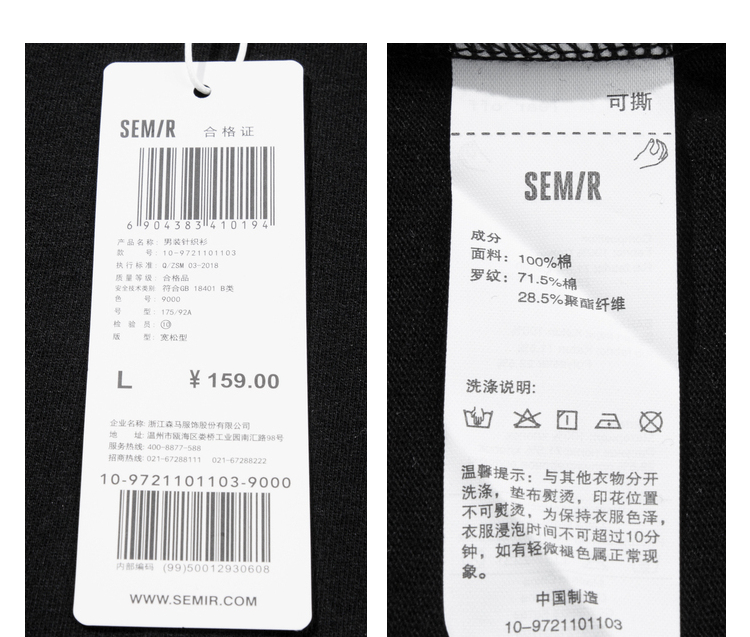 SEMIR 合格证
6 904383 410194
产品名称: 男装针织衫
款 号: 10-9721101103
执行标准: Q/ZSM 03-2018
质量等级: 合格品
安全技术类别 符合GB 18401 B类
色 号: 9000
号 型: 175/92A
检 验 员: 10
版 型: 宽松型
L ¥159.00
企业名称: 浙江森马服饰股份有限公司
地 址: 温州市瓯海区娄桥工业园南汇路98号
服务热线: 400-8877-588
招商热线: 021-67288111 021-67288222
10-9721101103-9000
内部编码 (99)50012930608
WWW.SEMIR.COM
可撕
SEMIR
成分
面料: 100%棉
罗纹: 71.5%棉
28.5%聚酯纤维
洗涤说明:
温馨提示: 与其他衣物分开
洗涤, 垫布熨烫, 印花位置
不可熨烫, 为保持衣服色泽,
衣服浸泡时间不可超过10分
钟, 如有轻微褪色属正常现
象。
中国制造
10-9721101103